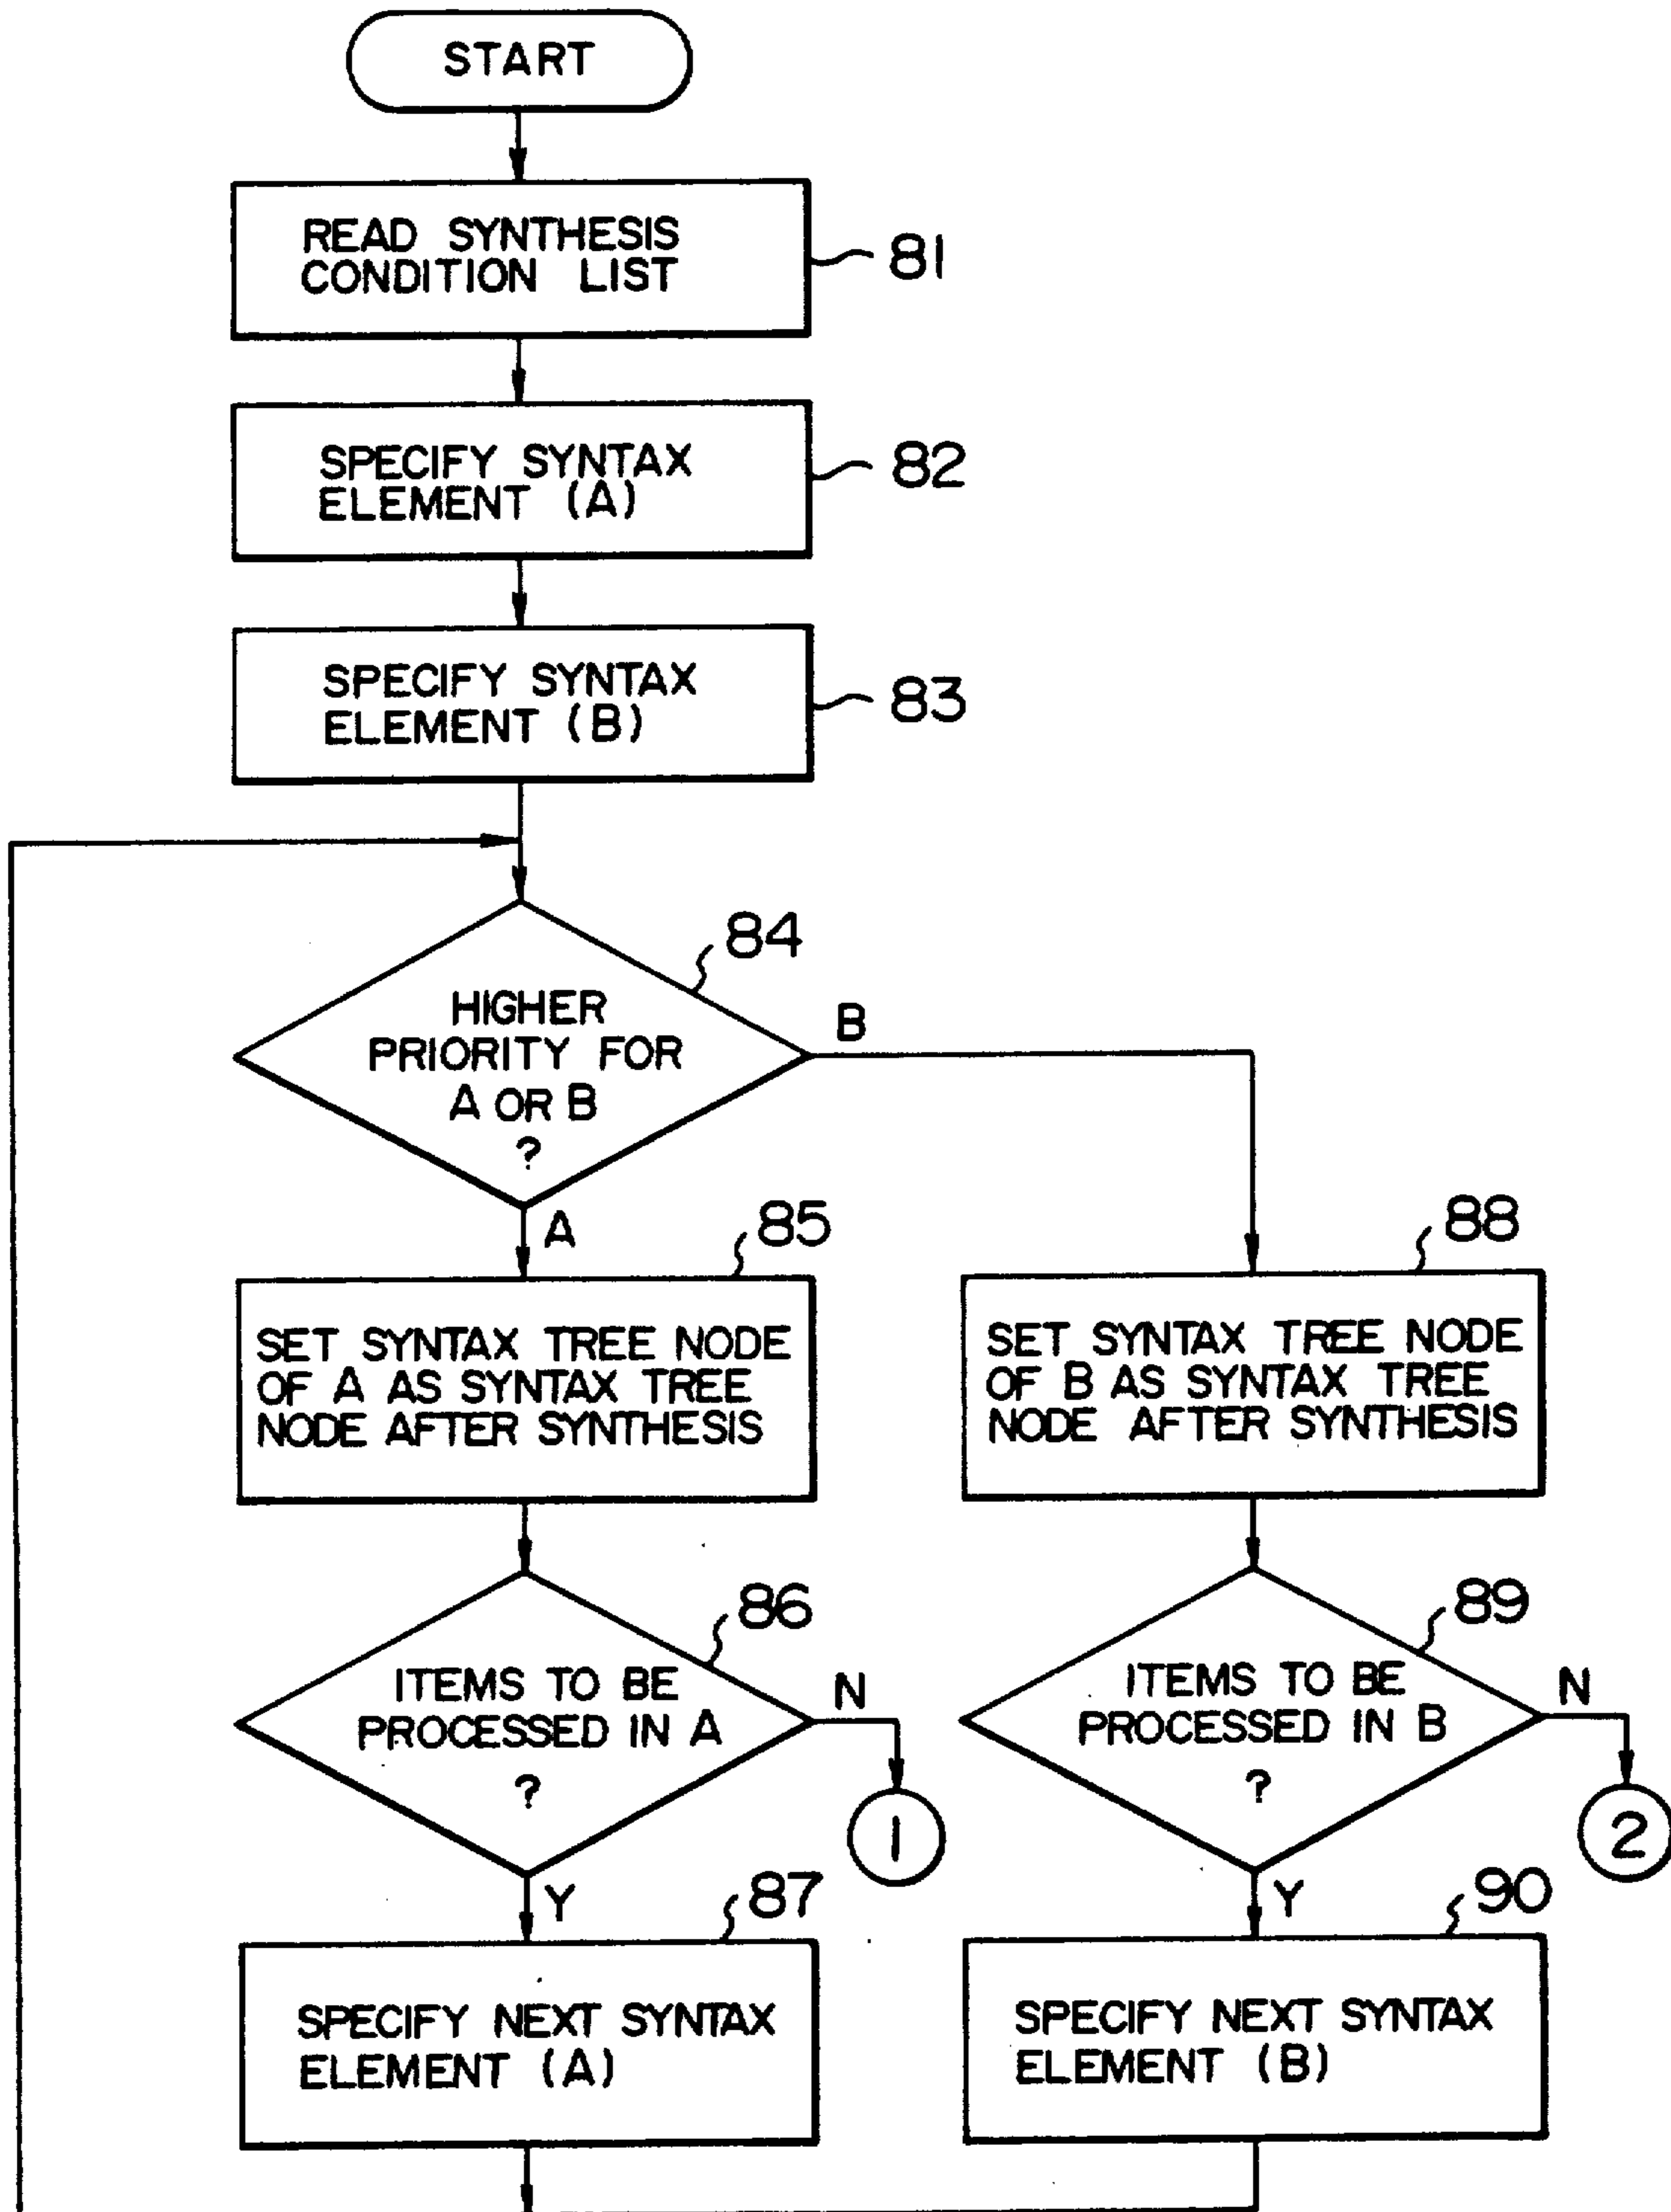 START
READ SYNTHESIS
CONDITION LIST
81
SPECIFY SYNTAX
ELEMENT (A)
82
SPECIFY SYNTAX
ELEMENT (B)
83
84
HIGHER
PRIORITY FOR
A OR B
?
B
A
85
SET SYNTAX TREE NODE
OF A AS SYNTAX TREE
NODE AFTER SYNTHESIS
88
SET SYNTAX TREE NODE
OF B AS SYNTAX TREE
NODE AFTER SYNTHESIS
86
ITEMS TO BE
PROCESSED IN A
?
N
1
Y
89
ITEMS TO BE
PROCESSED IN B
?
N
2
Y
87
SPECIFY NEXT SYNTAX
ELEMENT (A)
90
SPECIFY NEXT SYNTAX
ELEMENT (B)